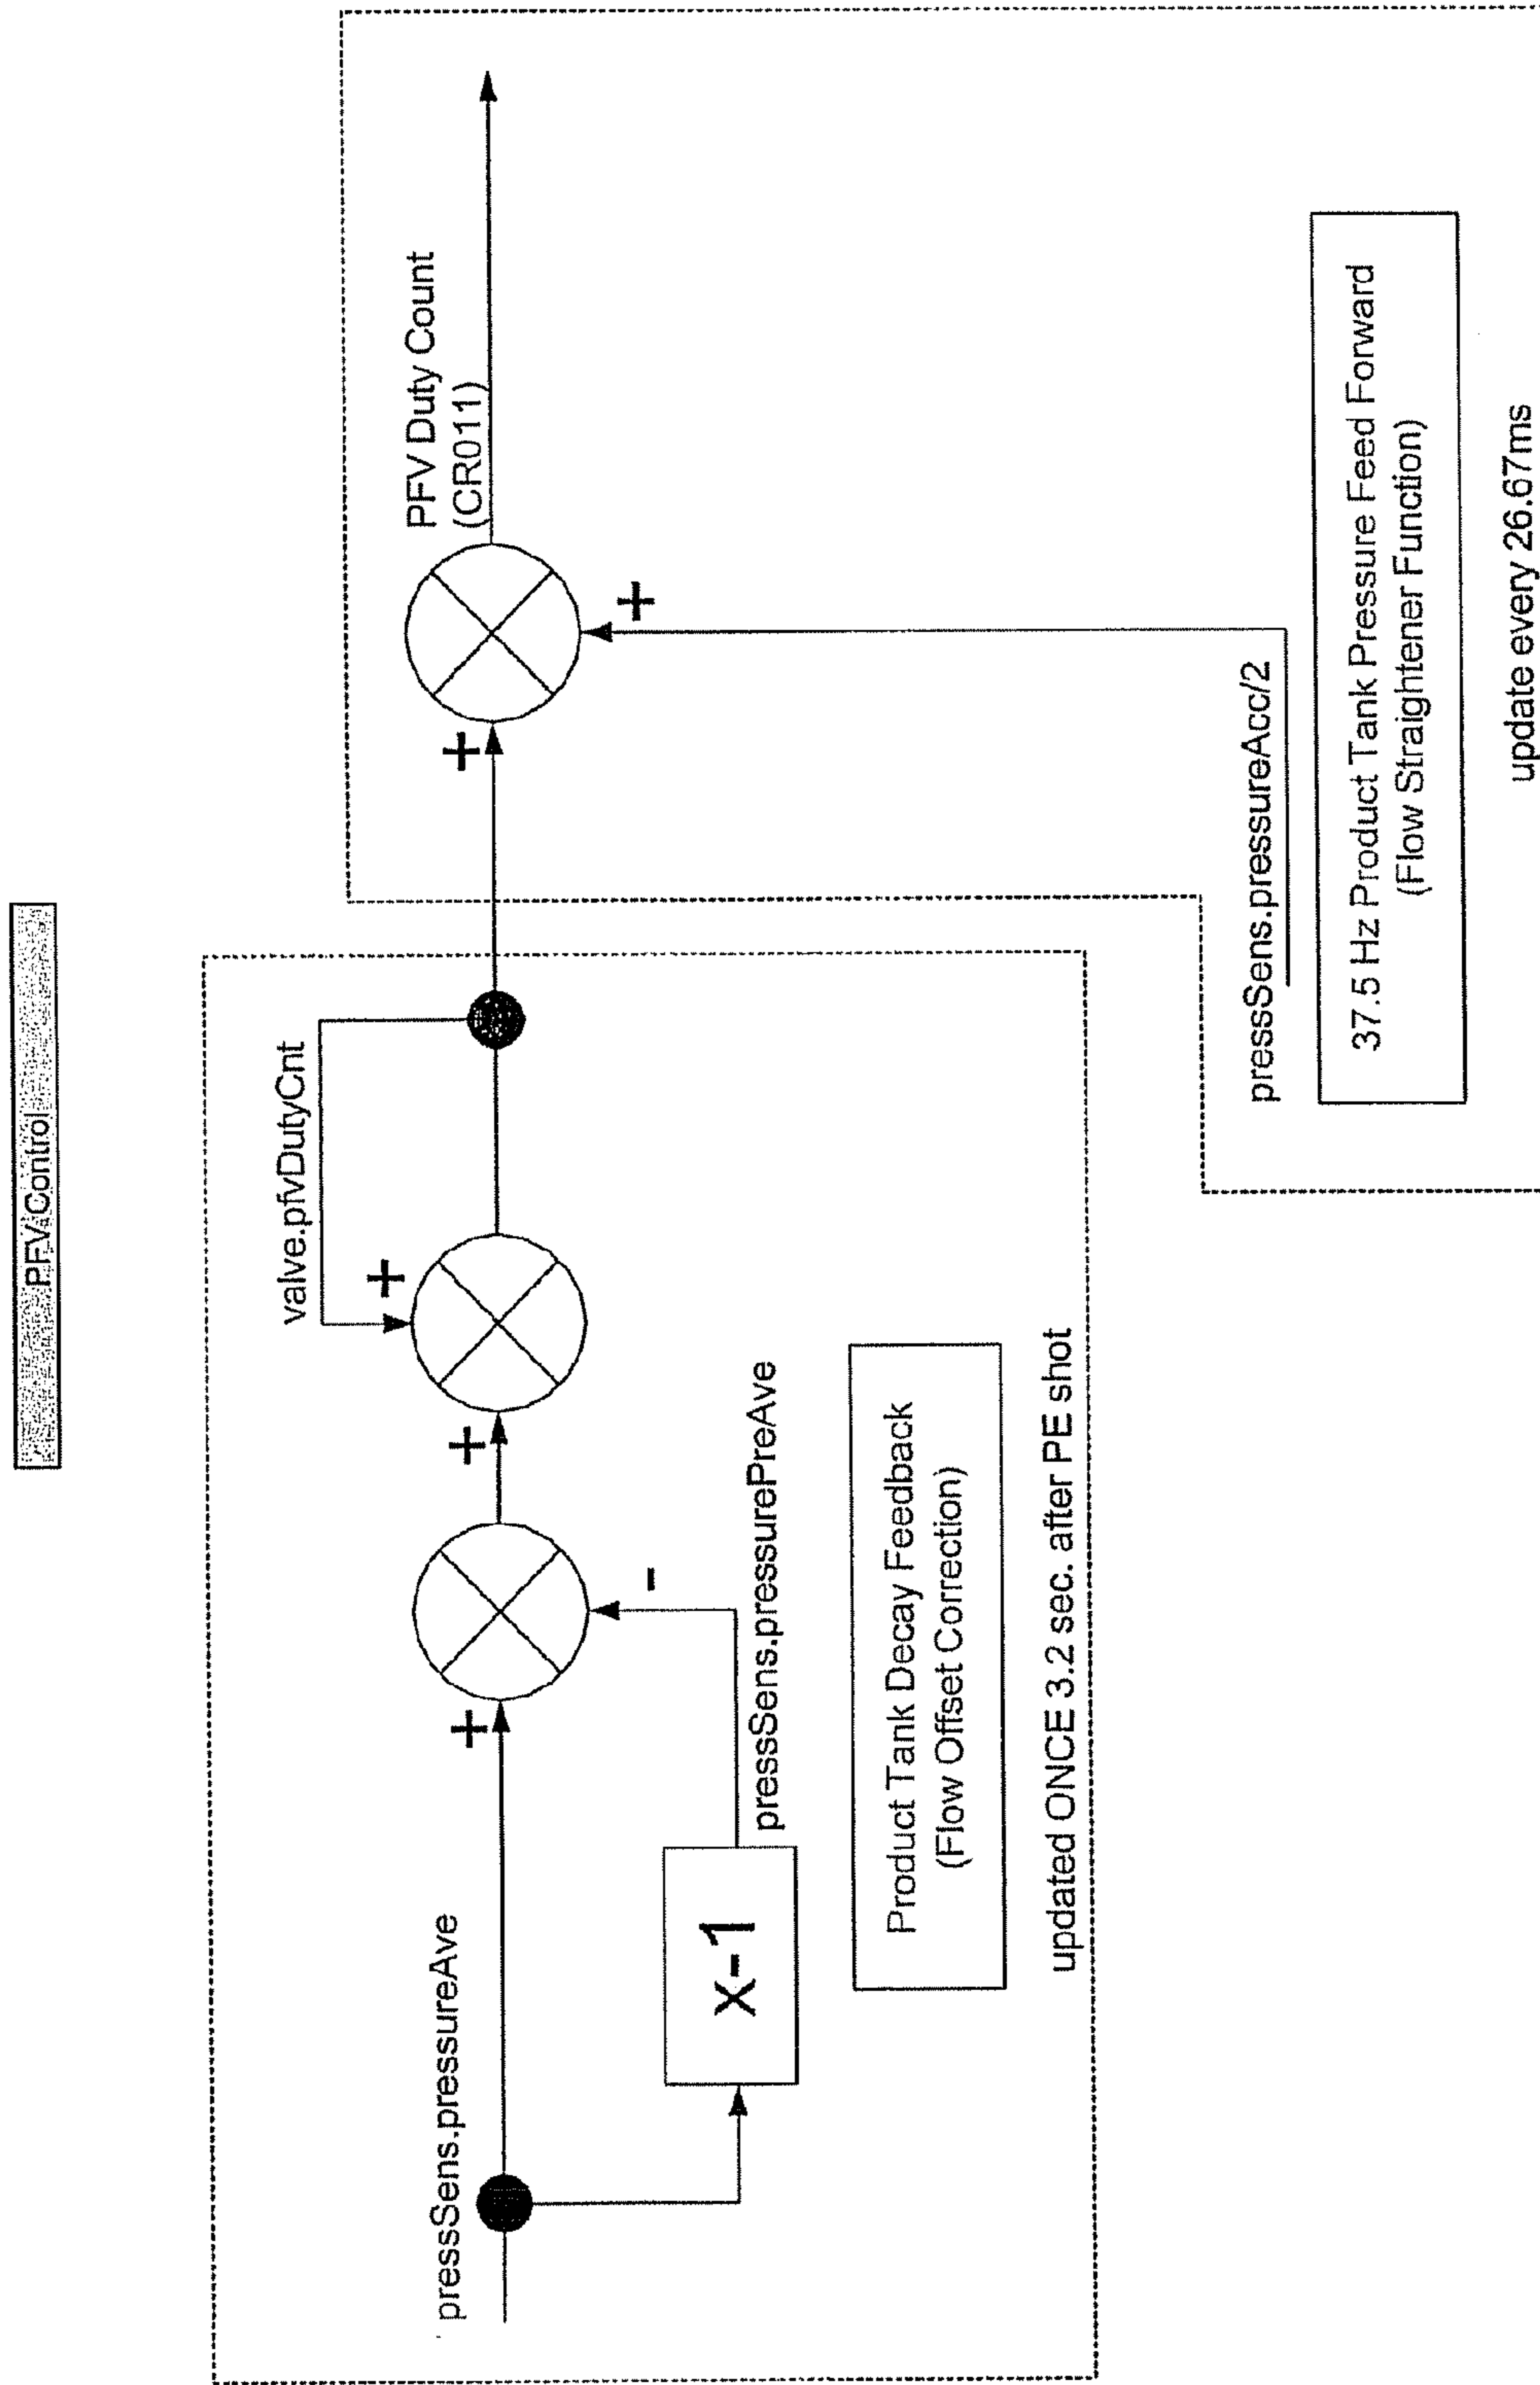 PFV Control
pressSens.pressureAve
+
-
x-1
pressSens.pressurePreAve
+
+
valve.pfvDutyCnt
Product Tank Decay Feedback
(Flow Offset Correction)
updated ONCE 3.2 sec. after PE shot
+
+
PFV Duty Count
(CR011)
pressSens.pressureAcc/2
37.5 Hz Product Tank Pressure Feed Forward
(Flow Straightener Function)
update every 26.67ms